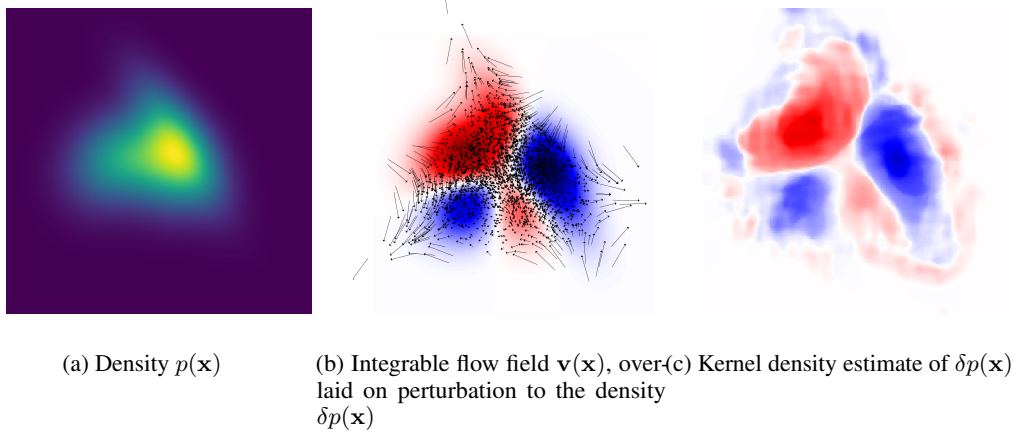 (a) Density p(x)
(b) Integrable flow field v(x), over-
laid on perturbation to the density
δp(x)
(c) Kernel density estimate of δp(x)